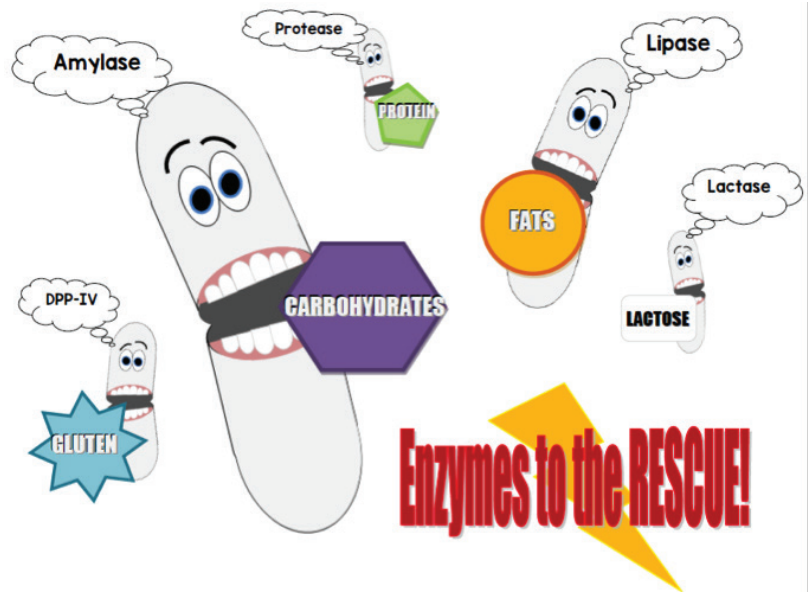 Protease
Amylase
Lipase
PROTEIN
Lactase
FATS
DPP-IV
CARBOHYDRATES
LACTOSE
GLUTEN
Enzymes to the RESCUE!